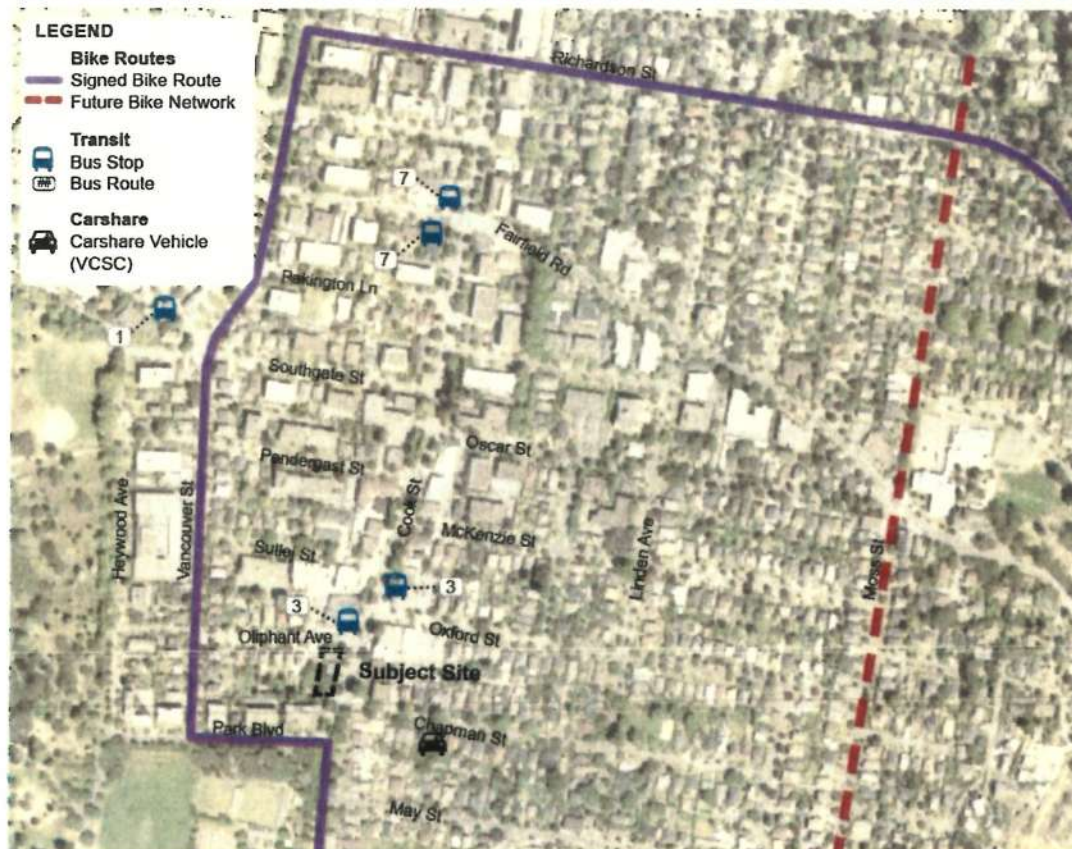 LEGEND
Bike Routes
Signed Bike Route
Future Bike Network
Transit
Bus Stop
Bus Route
Carshare
Carshare Vehicle
(VCSC)
Richardson St
7
Fairfield Rd
7
Pakington Ln
1
Southgate St
Oscar St
Pendergast St
Cook St
Heywood Ave
Vancouver St
McKenzie St
Linden Ave
Moss St
Sutlej St
3
3
Oliphant Ave
Oxford St
Subject Site
Park Blvd
Chapman St
May St